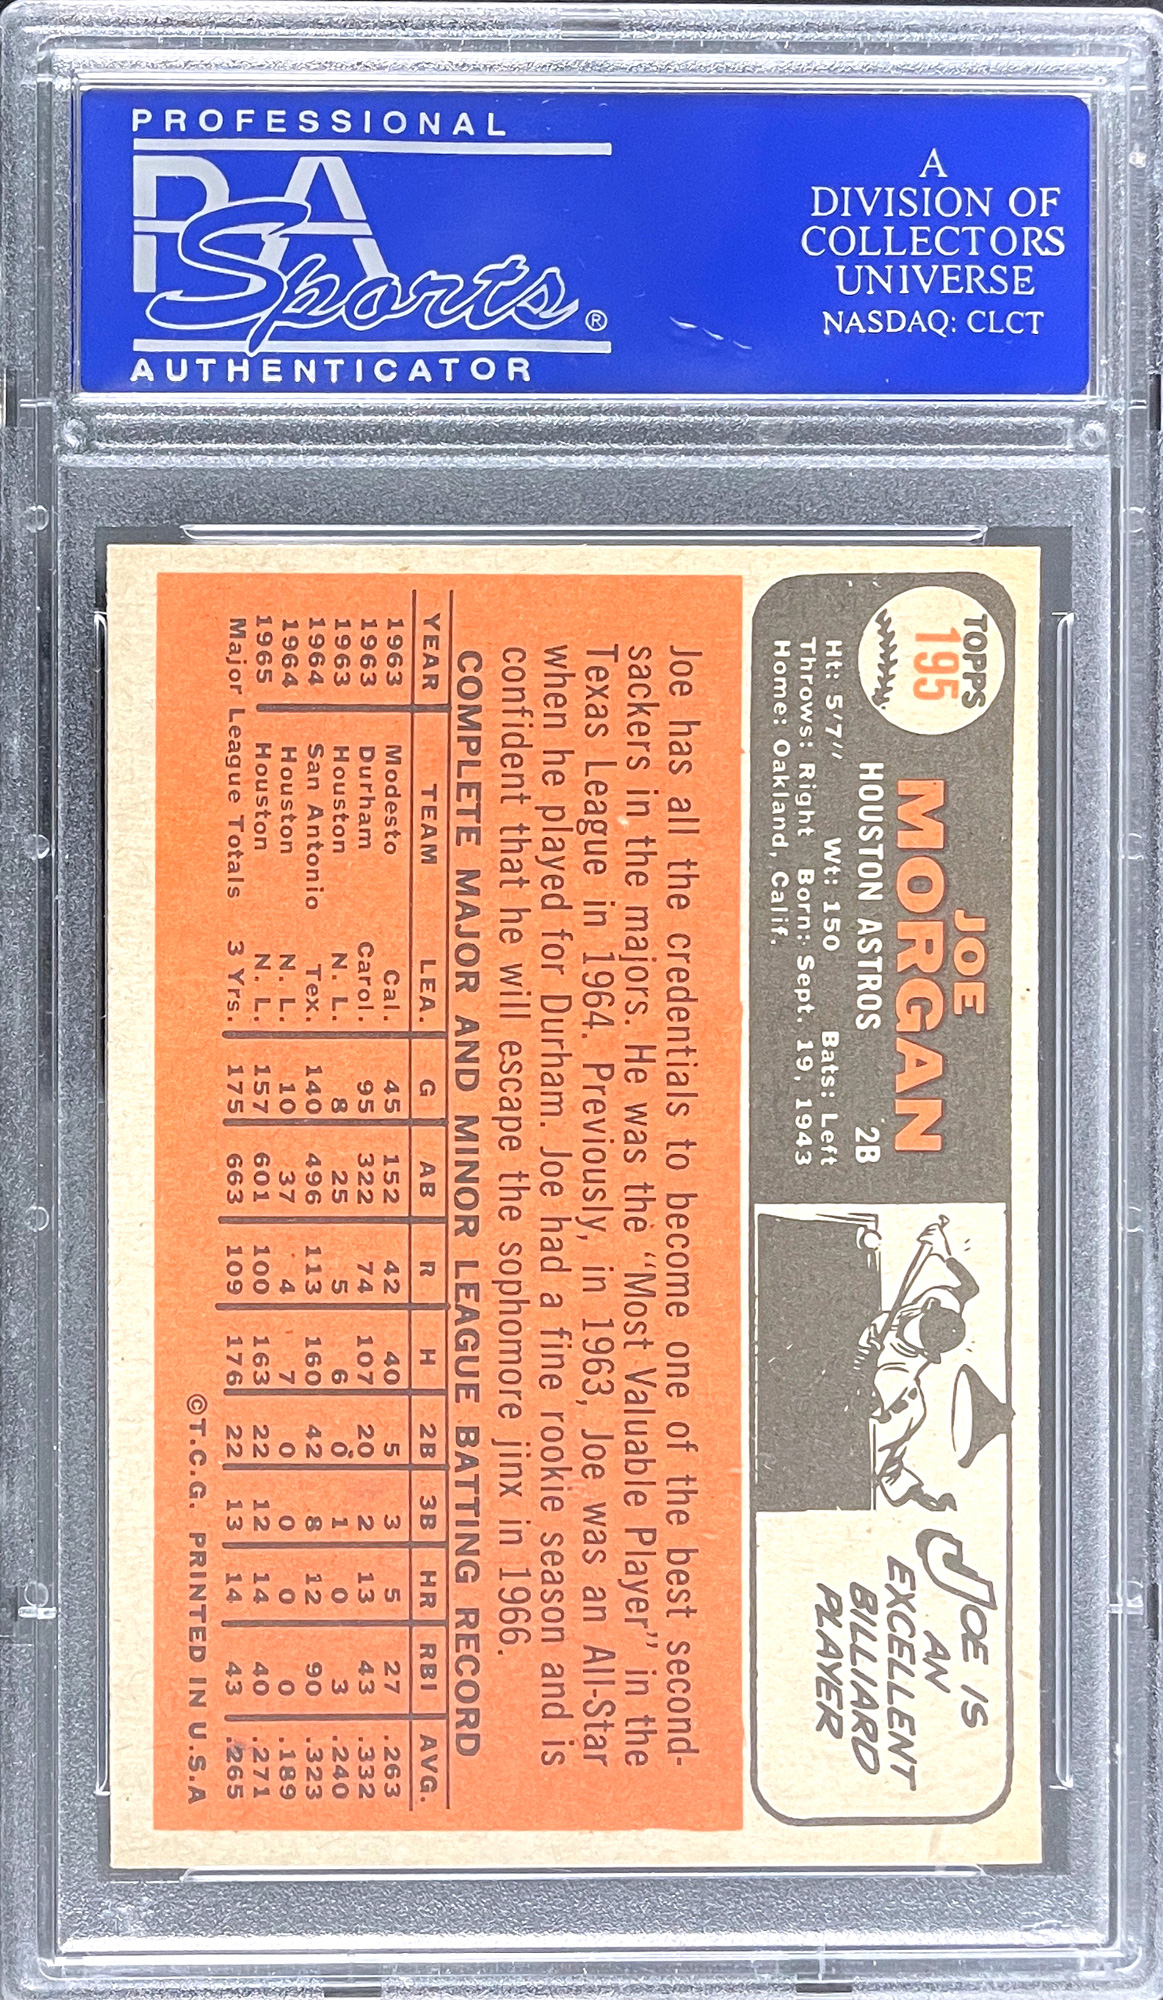 PROFESSIONAL
PSA
Sports®
AUTHENTICATOR
A
DIVISION OF
COLLECTORS
UNIVERSE
NASDAQ: CLCT
TOPPS
195
JOE
MORGAN
HOUSTON ASTROS 2B
Ht: 5'7" Wt: 150 Bats: Left
Throws: Right Born: Sept. 19, 1943
Home: Oakland, Calif.
JOE IS
AN
EXCELLENT
BILLIARD
PLAYER
Joe has all the credentials to become one of the best second-
sackers in the majors. He was the "Most Valuable Player" in the
Texas League in 1964. Previously, in 1963, Joe was an All-Star
when he played for Durham. Joe had a fine rookie season and is
confident that he will escape the sophomore jinx in 1966.
COMPLETE MAJOR AND MINOR LEAGUE BATTING RECORD
YEAR TEAM LEA. G AB R H 2B 3B HR RBI AVG.
1963 Modesto Cal. 45 152 42 40 5 3 5 27 .263
1963 Durham Carol. 95 322 74 107 20 2 13 43 .332
1963 Houston N. L. 8 25 5 6 0 1 0 3 .240
1964 San Antonio Tex. 140 496 113 160 42 8 12 90 .323
1964 Houston N. L. 10 37 4 7 0 0 0 0 .189
1965 Houston N. L. 157 601 100 163 22 12 14 40 .271
Major League Totals 3 Yrs. 175 663 109 176 22 13 14 43 .265
©T.C.G. PRINTED IN U.S.A